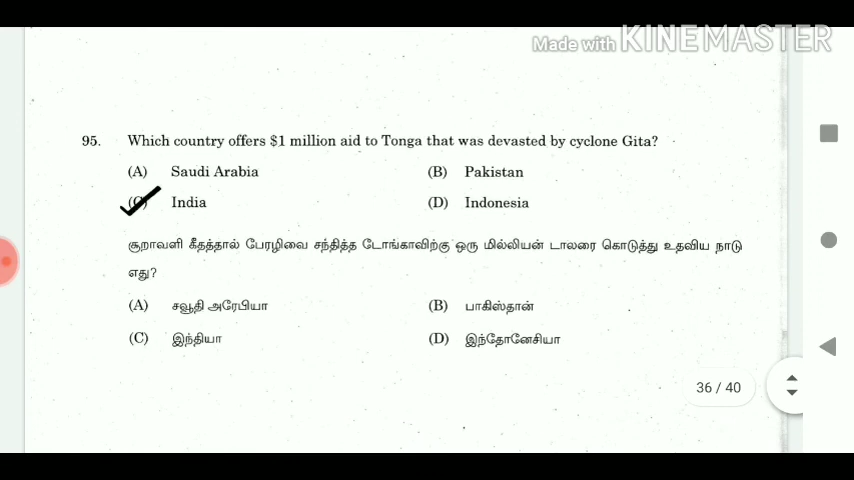 Made with KINEMASTER
95. Which country offers $1 million aid to Tonga that was devasted by cyclone Gita?
(A) Saudi Arabia (B) Pakistan
(C) India (D) Indonesia
சூறாவளி கீதத்தால் பேரழிவை சந்தித்த டோங்காவிற்கு ஒரு மில்லியன் டாலரை கொடுத்து உதவிய நாடு
எது?
(A) சவூதி அரேபியா (B) பாகிஸ்தான்
(C) இந்தியா (D) இந்தோனேசியா
36 / 40